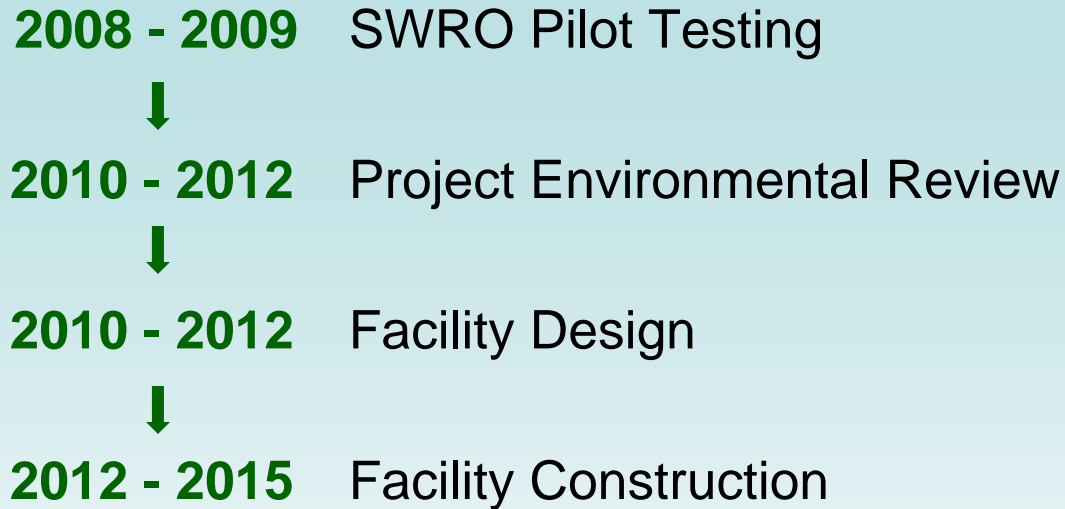 2008 - 2009 SWRO Pilot Testing
2010 - 2012 Project Environmental Review
2010 - 2012 Facility Design
2012 - 2015 Facility Construction